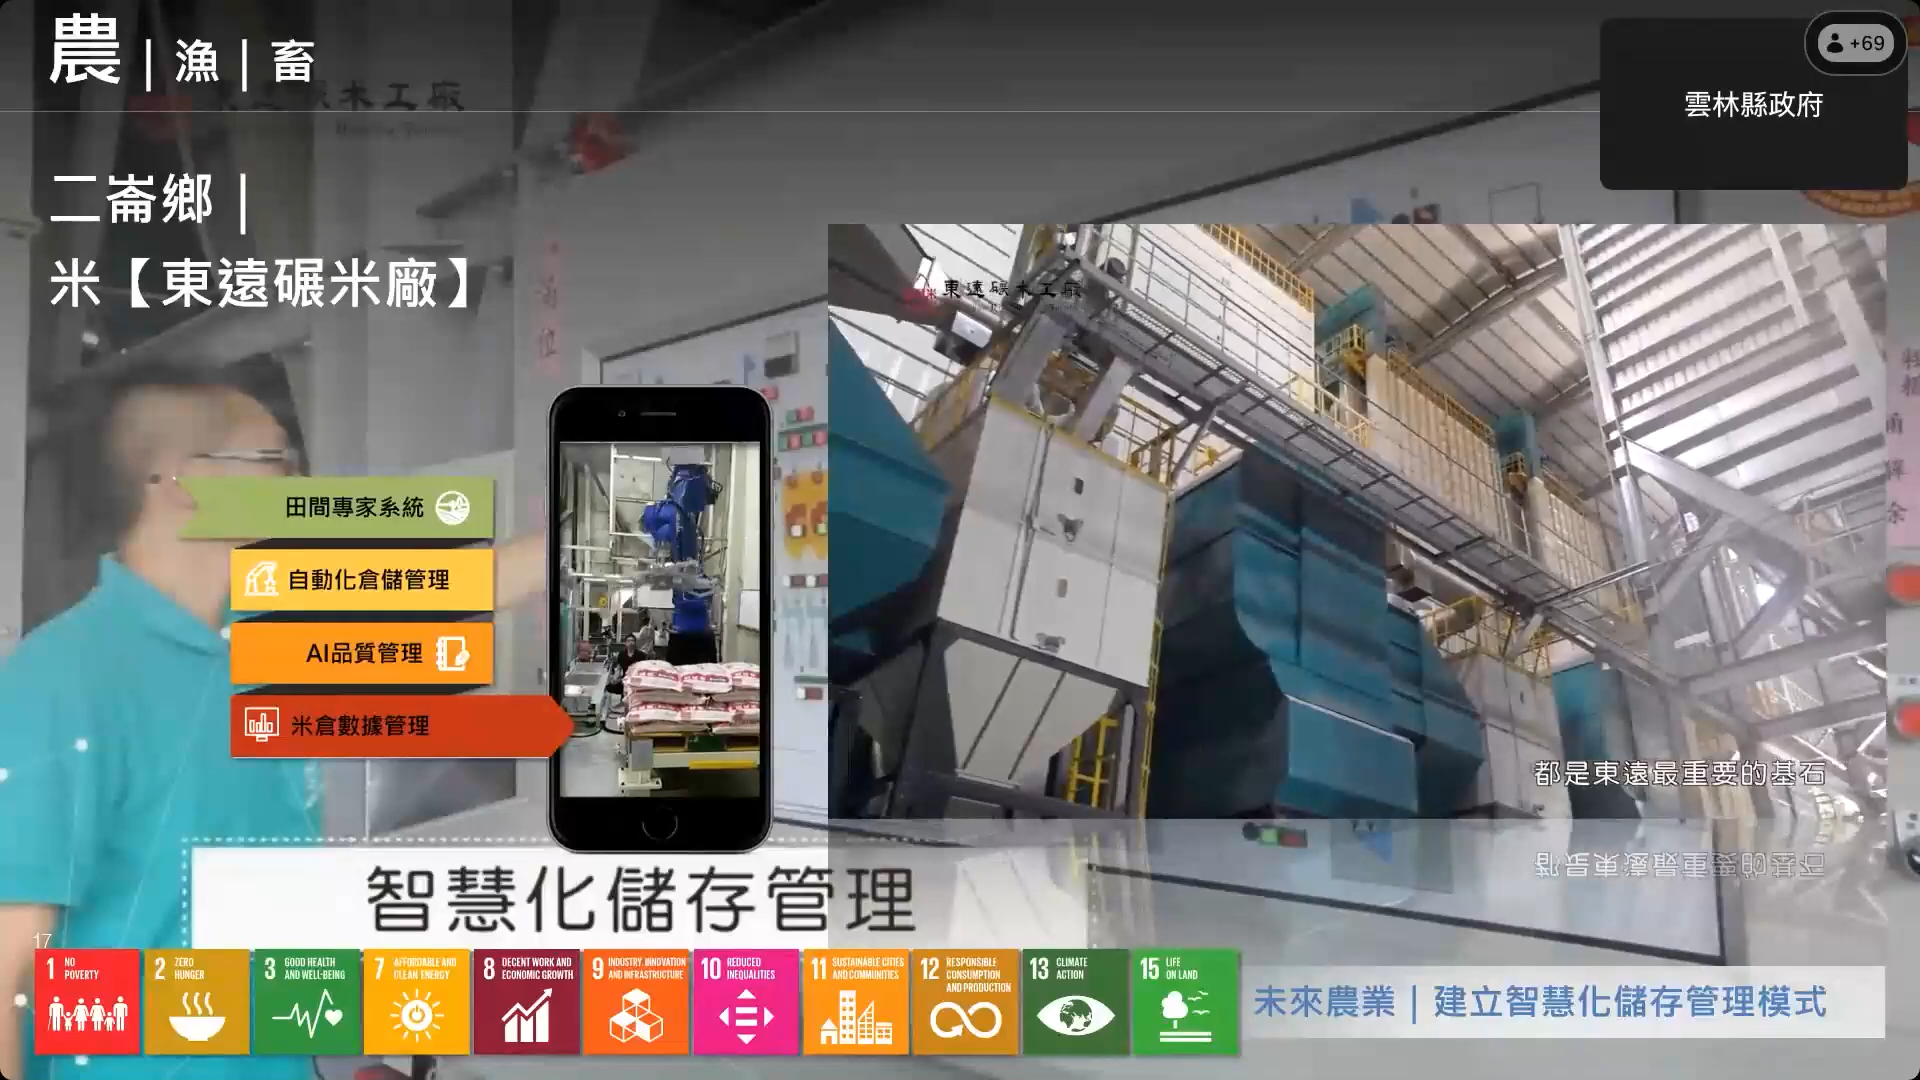 農|漁|畜
+69
雲林縣政府
二崙鄉|
米【東遠碾米廠】
東遠碾米工廠
田間專家系統
自動化倉儲管理
AI品質管理
米倉數據管理
都是東遠最重要的基石
智慧化儲存管理
17
1 NO POVERTY
2 ZERO HUNGER
3 GOOD HEALTH AND WELL-BEING
7 AFFORDABLE AND CLEAN ENERGY
8 DECENT WORK AND ECONOMIC GROWTH
9 INDUSTRY, INNOVATION AND INFRASTRUCTURE
10 REDUCED INEQUALITIES
11 SUSTAINABLE CITIES AND COMMUNITIES
12 RESPONSIBLE CONSUMPTION AND PRODUCTION
13 CLIMATE ACTION
15 LIFE ON LAND
未來農業|建立智慧化儲存管理模式